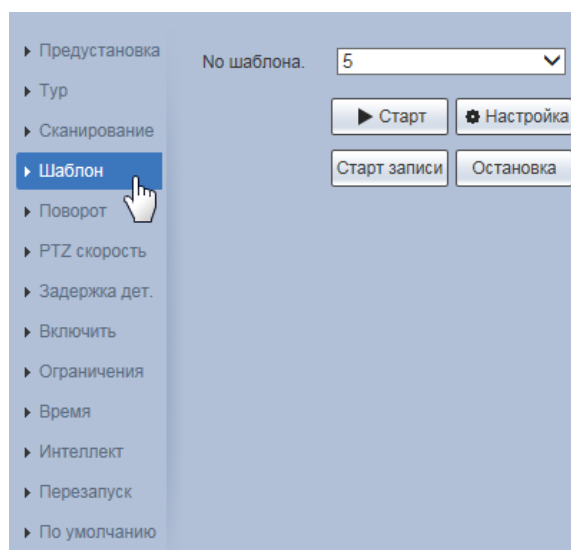 Предустановка
Тур
Сканирование
Шаблон
Поворот
PTZ скорость
Задержка дет.
Включить
Ограничения
Время
Интеллект
Перезапуск
По умолчанию
No шаблона. 5
Старт Настройка
Старт записи Остановка